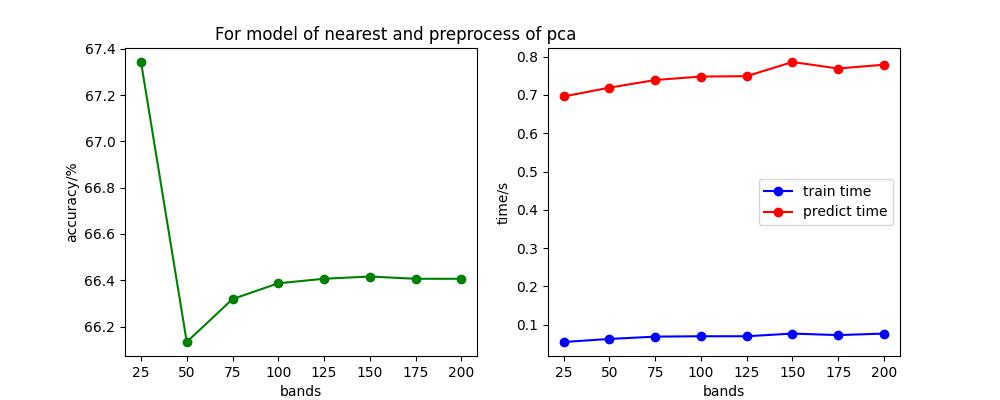 For model of nearest and preprocess of pca
67.4
67.2
67.0
66.8
66.6
66.4
66.2
accuracy/%
25 50 75 100 125 150 175 200
bands
0.8
0.7
0.6
0.5
0.4
0.3
0.2
0.1
time/s
train time
predict time
25 50 75 100 125 150 175 200
bands